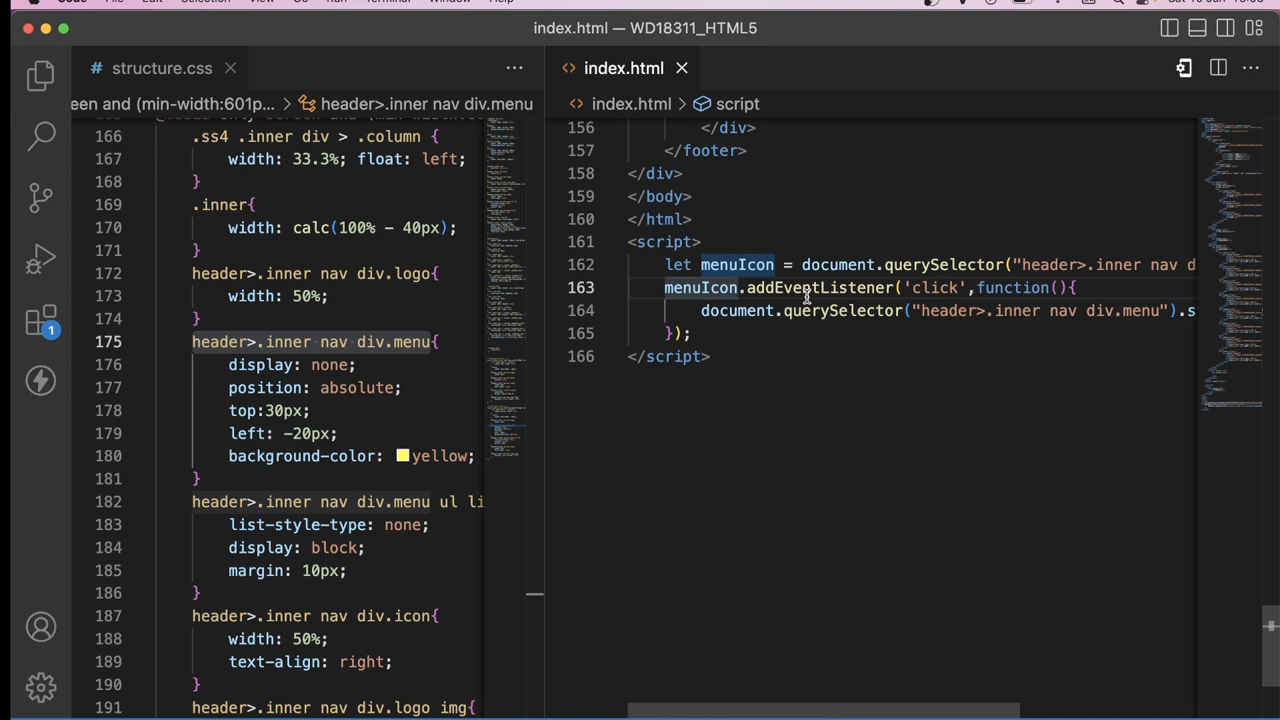 index.html — WD18311_HTML5
# structure.css
een and (min-width:601p... > header>.inner nav div.menu
166 .ss4 .inner div > .column {
167 width: 33.3%; float: left;
168 }
169 .inner{
170 width: calc(100% - 40px);
171 }
172 header>.inner nav div.logo{
173 width: 50%;
174 }
175 header>.inner nav div.menu{
176 display: none;
177 position: absolute;
178 top:30px;
179 left: -20px;
180 background-color: yellow;
181 }
182 header>.inner nav div.menu ul li
183 list-style-type: none;
184 display: block;
185 margin: 10px;
186 }
187 header>.inner nav div.icon{
188 width: 50%;
189 text-align: right;
190 }
191 header>.inner nav div.logo img{
1
<> index.html
<> index.html > script
156 </div>
157 </footer>
158 </div>
159 </body>
160 </html>
161 <script>
162 let menuIcon = document.querySelector("header>.inner nav d
163 menuIcon.addEventListener('click',function(){
164 document.querySelector("header>.inner nav div.menu").s
165 });
166 </script>